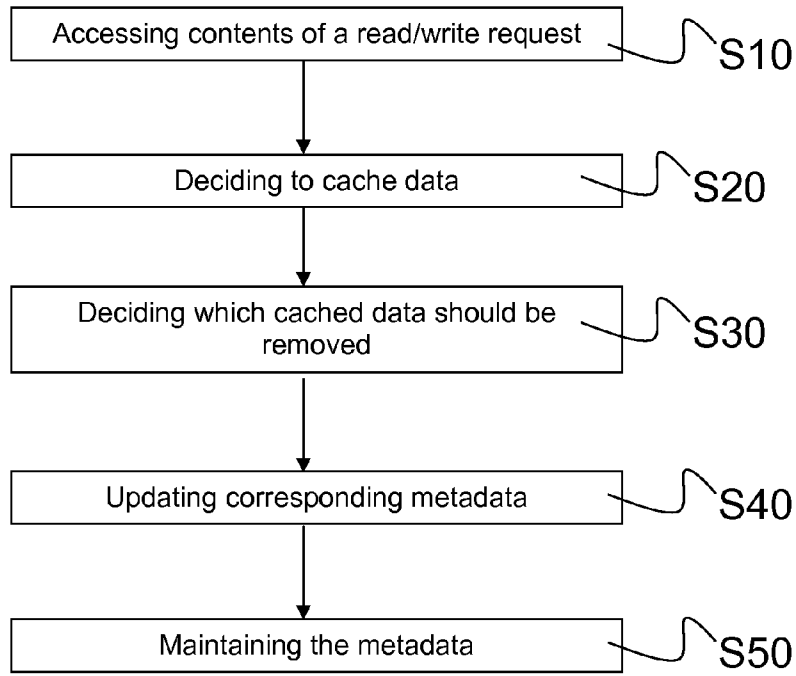 Accessing contents of a read/write request
S10
Deciding to cache data
S20
Deciding which cached data should be
removed
S30
Updating corresponding metadata
S40
Maintaining the metadata
S50